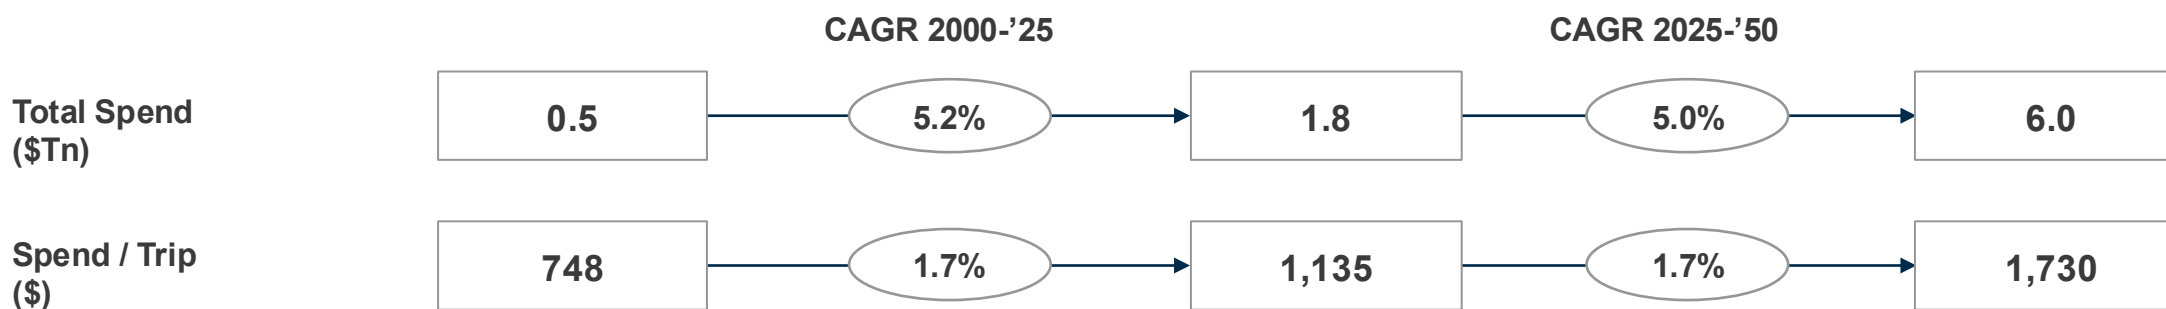 CAGR 2000-’25 CAGR 2025-’50
Total Spend
($Tn)
0.5 5.2% 1.8 5.0% 6.0
Spend / Trip
($)
748 1.7% 1,135 1.7% 1,730